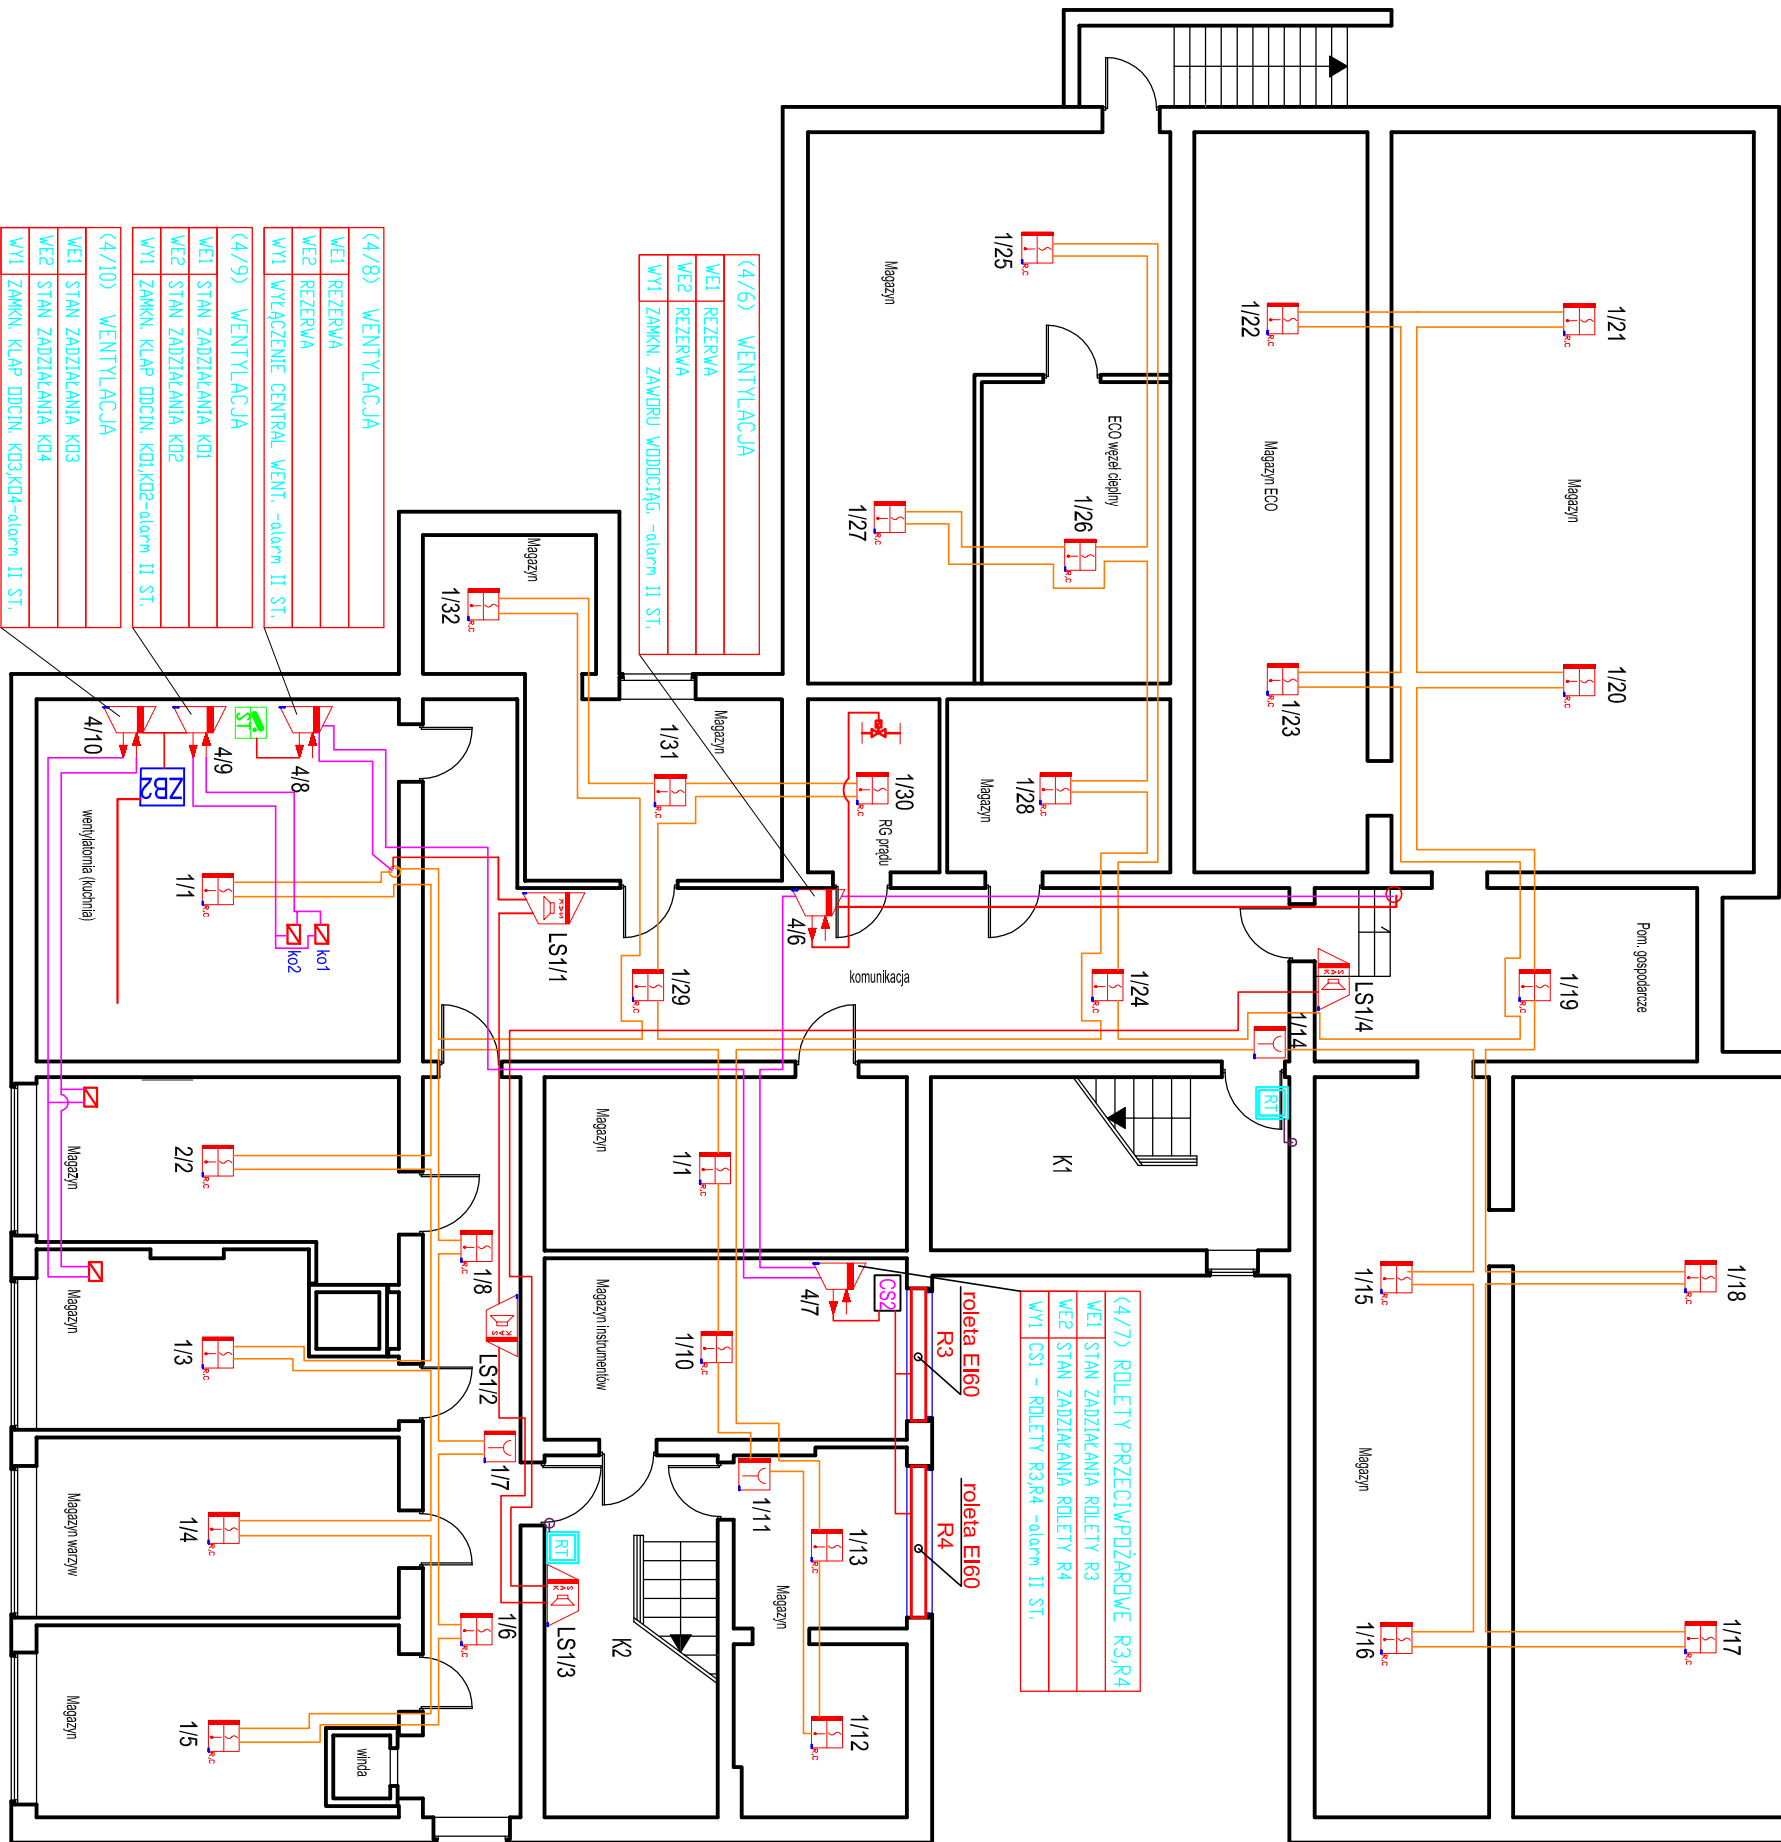 (4/6) WENTYLACJA
WE1 REZERWA
WE2 REZERWA
WY1 ZAMKN. ZAWORU WODOCIĄG. -alarm II ST.
(4/8) WENTYLACJA
WE1 REZERWA
WE2 REZERWA
WY1 WYŁĄCZENIE CENTRAL WENT. -alarm II ST.
(4/9) WENTYLACJA
WE1 STAN ZADZIAŁANIA KO1
WE2 STAN ZADZIAŁANIA KO2
WY1 ZAMKN. KLAP ODCIN. KO1,KO2-alarm II ST.
(4/10) WENTYLACJA
WE1 STAN ZADZIAŁANIA KO3
WE2 STAN ZADZIAŁANIA KO4
WY1 ZAMKN. KLAP ODCIN. KO3,KO4-alarm II ST.
(4/7) ROLETY PRZECIWPOŻAROWE R3,R4
WE1 STAN ZADZIAŁANIA ROLETY R3
WE2 STAN ZADZIAŁANIA ROLETY R4
WY1 CS1 - ROLETY R3,R4 -alarm II ST.
1/21
1/20
Magazyn
1/22
1/23
Magazyn ECO
1/25
Magazyn
1/27
ECO węzeł cieplny
1/26
1/28
Magazyn
1/30
RG prądu
1/31
Magazyn
1/32
Magazyn
4/10
4/9
4/8
ST
ZB2
wentylatornia (kuchnia)
1/1
ko1
ko2
LS1/1
4/6
komunikacja
1/29
1/24
LS1/4
1/14
1/19
Pom. gospodarcze
RT
K1
1/18
1/17
1/15
1/16
Magazyn
2/2
Magazyn
1/1
Magazyn
1/8
1/3
Magazyn
LS1/2
4/7
CS2
1/10
Magazyn instrumentów
roleta EI60
R3
roleta EI60
R4
1/7
1/11
1/13
1/12
Magazyn
1/4
Magazyn warzyw
1/6
RT
LS1/3
K2
1/5
Magazyn
winda